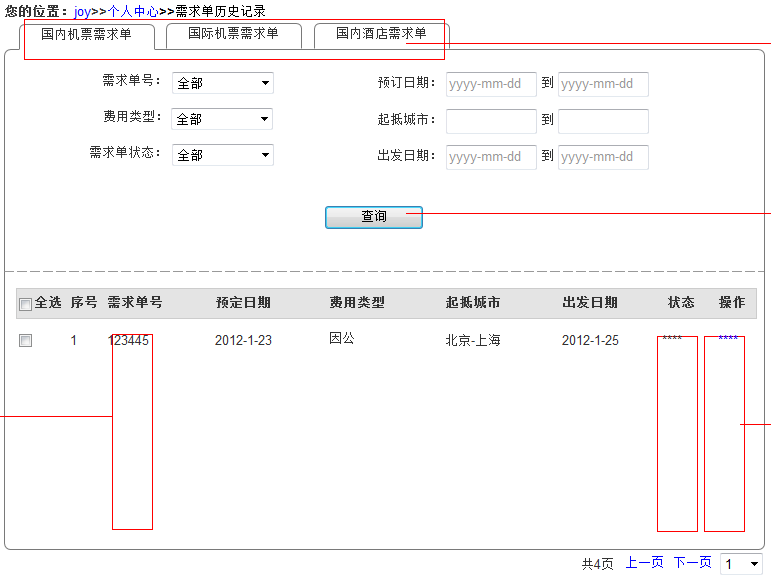 您的位置：joy>>个人中心>>需求单历史记录
国内机票需求单 国际机票需求单 国内酒店需求单
需求单号： 全部 预订日期： yyyy-mm-dd 到 yyyy-mm-dd
费用类型： 全部 起抵城市： 到
需求单状态： 全部 出发日期： yyyy-mm-dd 到 yyyy-mm-dd
查询
全选 序号 需求单号 预定日期 费用类型 起抵城市 出发日期 状态 操作
1 123445 2012-1-23 因公 北京-上海 2012-1-25 **** ****
共4页 上一页 下一页 1